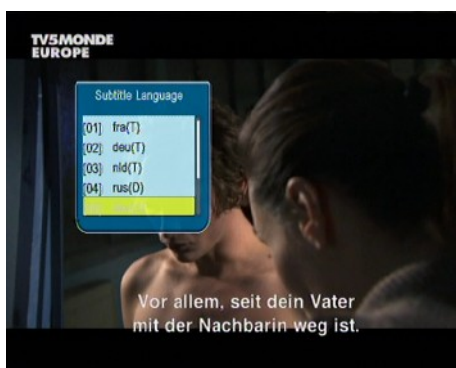 TV5MONDE
EUROPE
Subtitle Language
[01] fra(T)
[02] deu(T)
[03] nld(T)
[04] rus(D)
Vor allem, seit dein Vater
mit der Nachbarin weg ist.